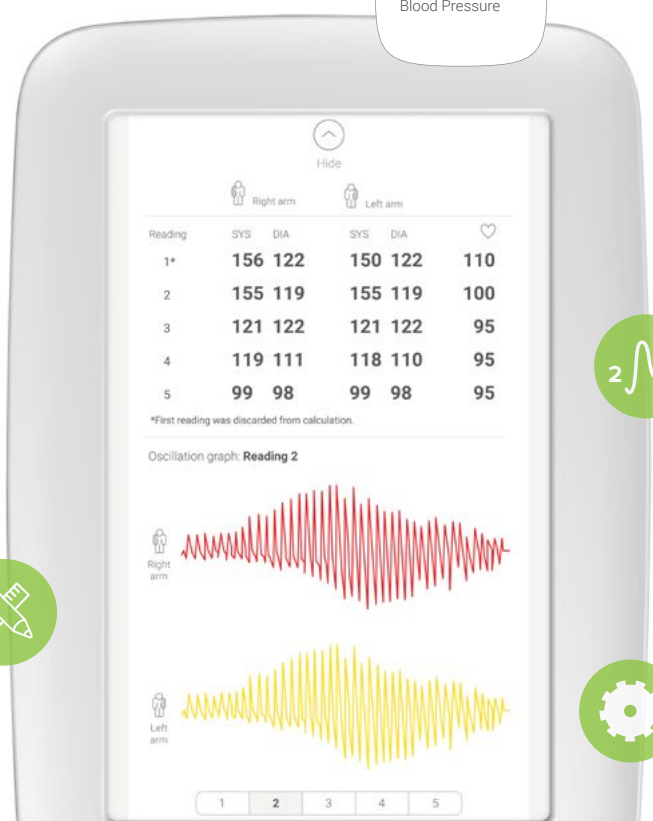 Blood Pressure
Hide
Right arm Left arm
Reading SYS DIA SYS DIA
1* 156 122 150 122 110
2 155 119 155 119 100
3 121 122 121 122 95
4 119 111 118 110 95
5 99 98 99 98 95
*First reading was discarded from calculation.
Oscillation graph: Reading 2
Right
arm
2
Left
arm
1 2 3 4 5